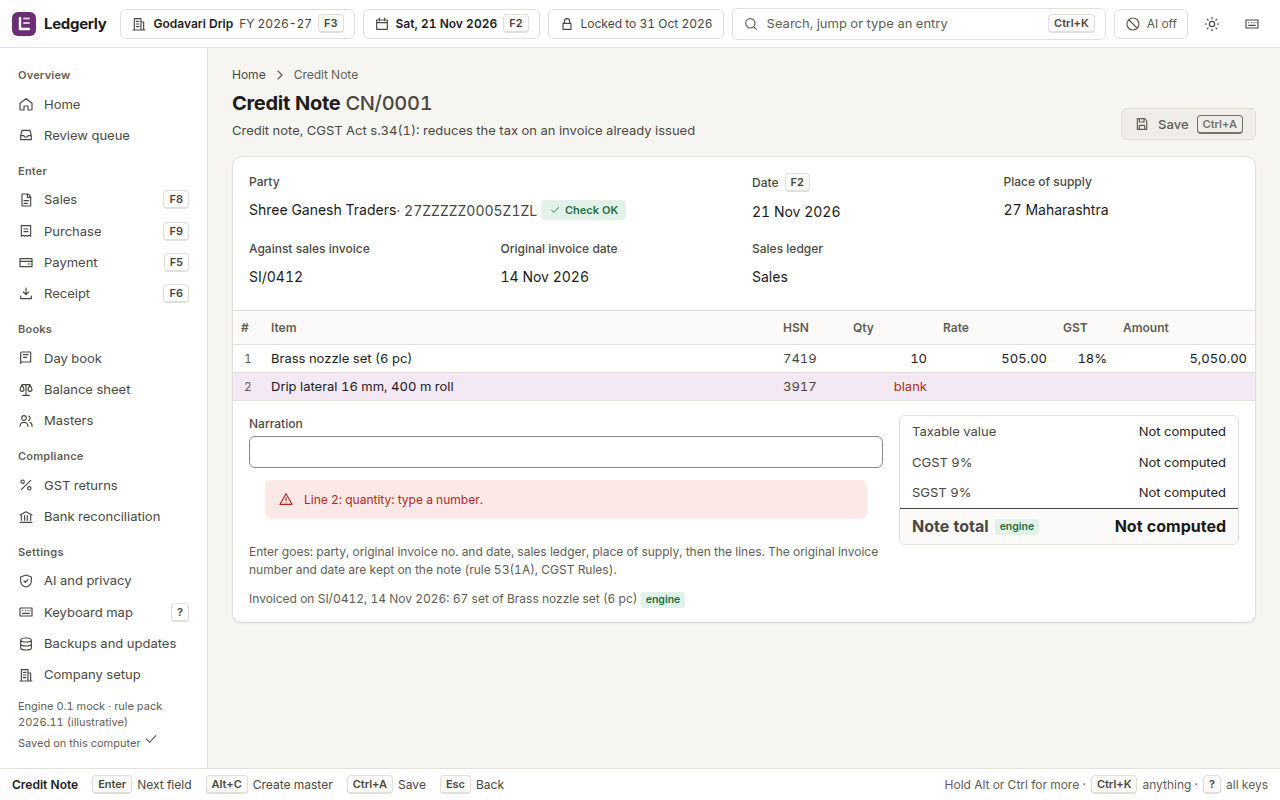 Ledgerly
Godavari Drip FY 2026-27 F3
Sat, 21 Nov 2026 F2
Locked to 31 Oct 2026
Search, jump or type an entry Ctrl+K
AI off
Overview
Home
Review queue
Enter
Sales F8
Purchase F9
Payment F5
Receipt F6
Books
Day book
Balance sheet
Masters
Compliance
GST returns
Bank reconciliation
Settings
AI and privacy
Keyboard map ?
Backups and updates
Company setup
Engine 0.1 mock · rule pack
2026.11 (illustrative)
Saved on this computer
Home > Credit Note
Credit Note CN/0001
Credit note, CGST Act s.34(1): reduces the tax on an invoice already issued
Save Ctrl+A
Party
Shree Ganesh Traders· 27ZZZZZ0005Z1ZL Check OK
Date F2
21 Nov 2026
Place of supply
27 Maharashtra
Against sales invoice
SI/0412
Original invoice date
14 Nov 2026
Sales ledger
Sales
# Item HSN Qty Rate GST Amount
1 Brass nozzle set (6 pc) 7419 10 505.00 18% 5,050.00
2 Drip lateral 16 mm, 400 m roll 3917 blank
Narration
Line 2: quantity: type a number.
Enter goes: party, original invoice no. and date, sales ledger, place of supply, then the lines. The original invoice
number and date are kept on the note (rule 53(1A), CGST Rules).
Invoiced on SI/0412, 14 Nov 2026: 67 set of Brass nozzle set (6 pc) engine
Taxable value Not computed
CGST 9% Not computed
SGST 9% Not computed
Note total engine Not computed
Credit Note Enter Next field Alt+C Create master Ctrl+A Save Esc Back
Hold Alt or Ctrl for more · Ctrl+K anything · ? all keys